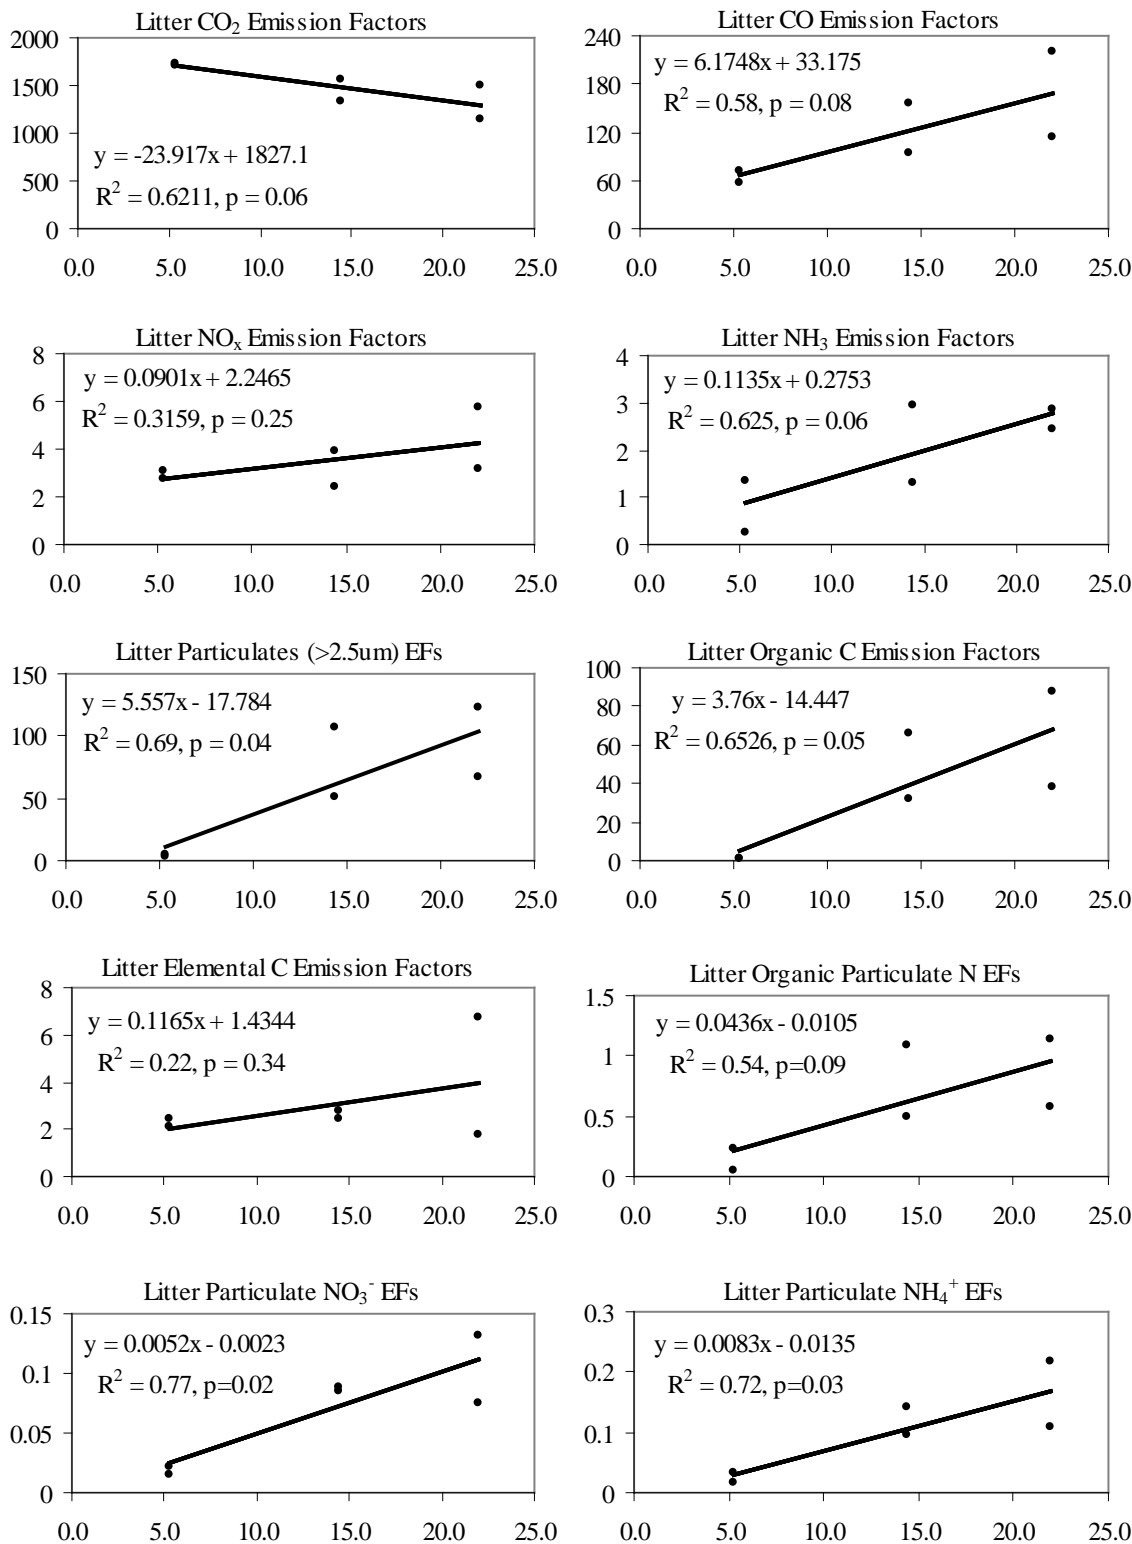 Litter CO₂ Emission Factors
2000
1500
1000
500
0
y = -23.917x + 1827.1
R² = 0.6211, p = 0.06
0.0 5.0 10.0 15.0 20.0 25.0
Litter CO Emission Factors
240
180
120
60
0
y = 6.1748x + 33.175
R² = 0.58, p = 0.08
0.0 5.0 10.0 15.0 20.0 25.0
Litter NOₓ Emission Factors
8
6
4
2
0
y = 0.0901x + 2.2465
R² = 0.3159, p = 0.25
0.0 5.0 10.0 15.0 20.0 25.0
Litter NH₃ Emission Factors
4
3
2
1
0
y = 0.1135x + 0.2753
R² = 0.625, p = 0.06
0.0 5.0 10.0 15.0 20.0 25.0
Litter Particulates (>2.5um) EFs
150
100
50
0
y = 5.557x - 17.784
R² = 0.69, p = 0.04
0.0 5.0 10.0 15.0 20.0 25.0
Litter Organic C Emission Factors
100
80
60
40
20
0
y = 3.76x - 14.447
R² = 0.6526, p = 0.05
0.0 5.0 10.0 15.0 20.0 25.0
Litter Elemental C Emission Factors
8
6
4
2
0
y = 0.1165x + 1.4344
R² = 0.22, p = 0.34
0.0 5.0 10.0 15.0 20.0 25.0
Litter Organic Particulate N EFs
1.5
1
0.5
0
y = 0.0436x - 0.0105
R² = 0.54, p=0.09
0.0 5.0 10.0 15.0 20.0 25.0
Litter Particulate NO₃⁻ EFs
0.15
0.1
0.05
0
y = 0.0052x - 0.0023
R² = 0.77, p=0.02
0.0 5.0 10.0 15.0 20.0 25.0
Litter Particulate NH₄⁺ EFs
0.3
0.2
0.1
0
y = 0.0083x - 0.0135
R² = 0.72, p=0.03
0.0 5.0 10.0 15.0 20.0 25.0